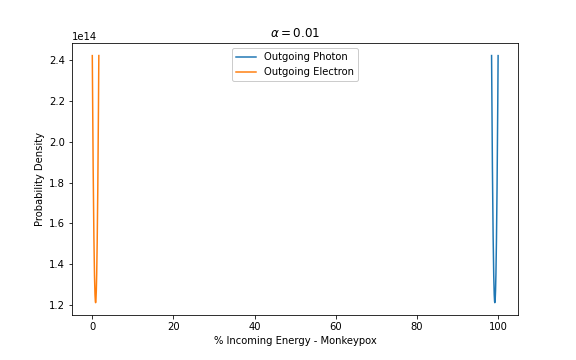 α = 0.01
1e14
Outgoing Photon
Outgoing Electron
2.4
2.2
2.0
1.8
1.6
1.4
1.2
Probability Density
0 20 40 60 80 100
% Incoming Energy - Monkeypox